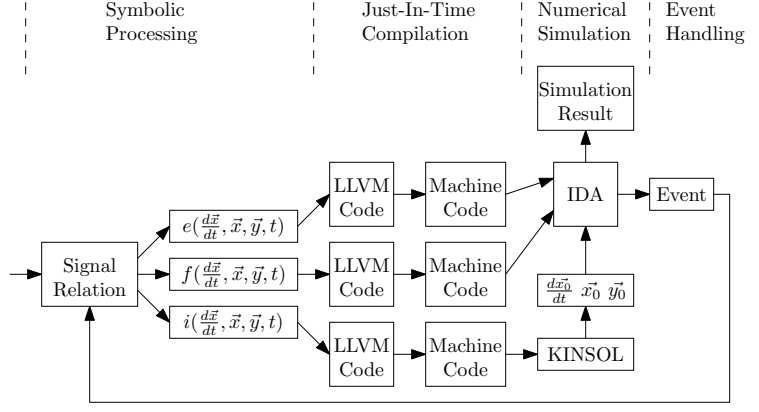 Symbolic
Processing
Just-In-Time
Compilation
Numerical
Simulation
Event
Handling
Simulation
Result
LLVM
Code
Machine
Code
IDA
Event
e(dx⃗/dt, x⃗, y⃗, t)
Signal
Relation
f(dx⃗/dt, x⃗, y⃗, t)
LLVM
Code
Machine
Code
dx⃗₀/dt x⃗₀ y⃗₀
i(dx⃗/dt, x⃗, y⃗, t)
LLVM
Code
Machine
Code
KINSOL